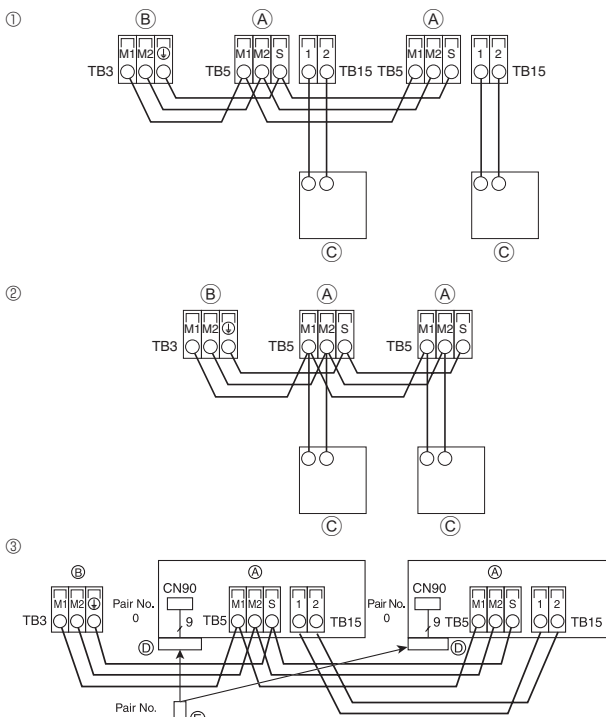 ① Ⓑ Ⓐ Ⓐ
M1 M2 ⏚ M1 M2 S 1 2 M1 M2 S 1 2
TB3 TB5 TB15 TB5 TB15
Ⓒ Ⓒ
② Ⓑ Ⓐ Ⓐ
M1 M2 ⏚ M1 M2 S M1 M2 S
TB3 TB5 TB5
Ⓒ Ⓒ
③ Ⓑ Ⓐ Ⓐ
CN90 CN90
M1 M2 ⏚ Pair No. M1 M2 S 1 2 Pair No. M1 M2 S 1 2
TB3 0 9 TB5 TB15 0 9 TB5 TB15
Ⓓ Ⓓ
Pair No.
Ⓔ